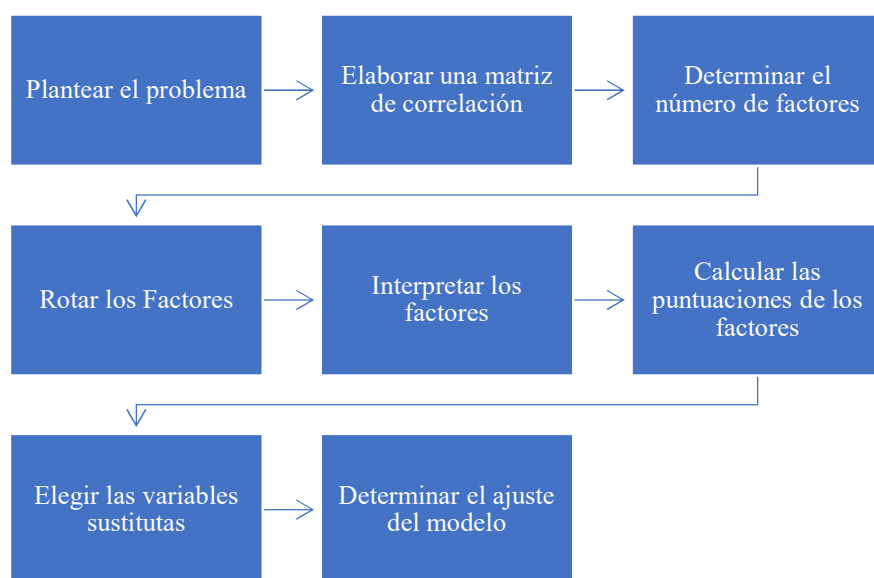 Plantear el problema
Elaborar una matriz
de correlación
Determinar el
número de factores
Rotar los Factores
Interpretar los
factores
Calcular las
puntuaciones de los
factores
Elegir las variables
sustitutas
Determinar el ajuste
del modelo